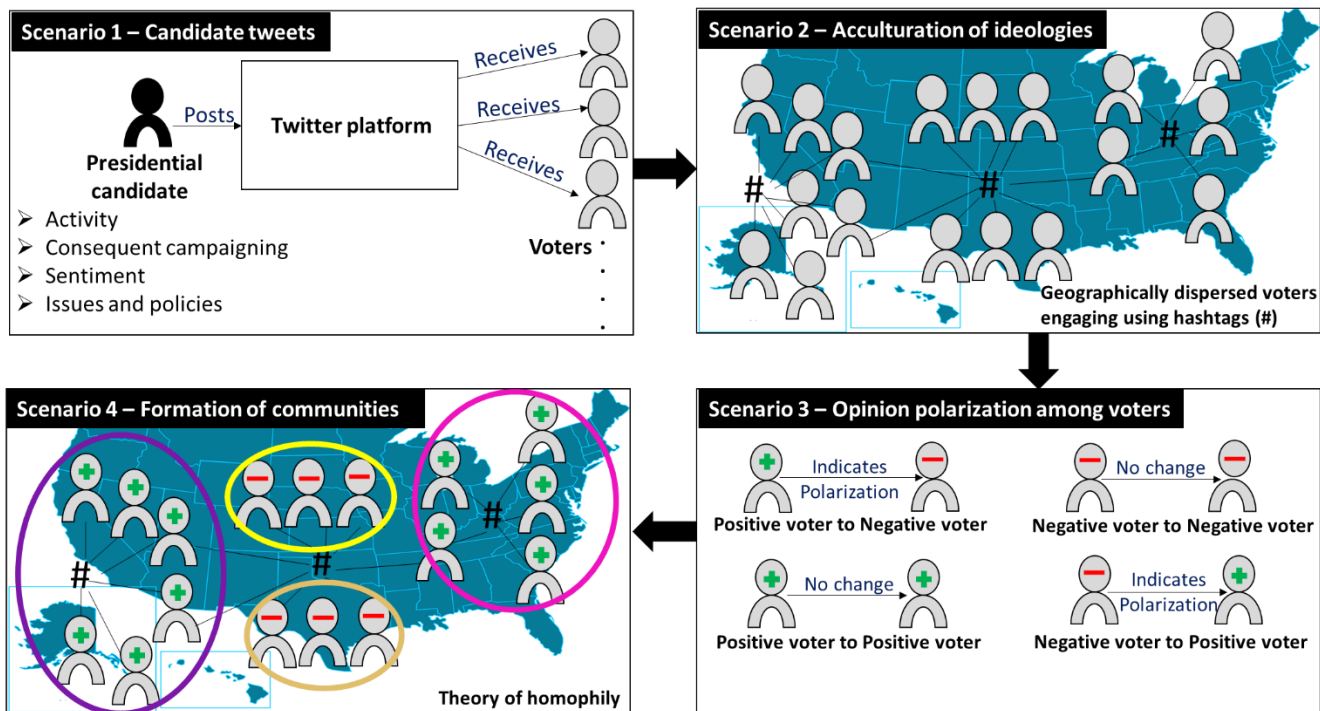 Scenario 1 – Candidate tweets
Posts
Twitter platform
Receives
Receives
Receives
Presidential
candidate
Voters
➢ Activity
➢ Consequent campaigning
➢ Sentiment
➢ Issues and policies
Scenario 2 – Acculturation of ideologies
#
#
#
Geographically dispersed voters
engaging using hashtags (#)
Scenario 4 – Formation of communities
#
#
#
Theory of homophily
Scenario 3 – Opinion polarization among voters
Indicates
Polarization
Positive voter to Negative voter
No change
Negative voter to Negative voter
No change
Positive voter to Positive voter
Indicates
Polarization
Negative voter to Positive voter